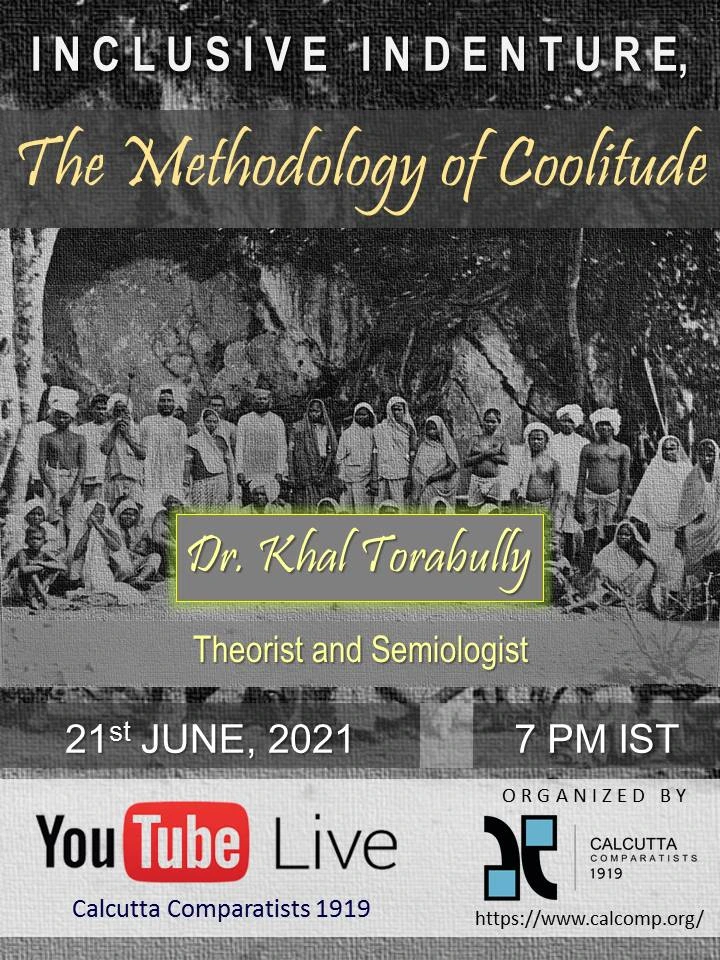 INCLUSIVE INDENTURE,
The Methodology of Coolitude
Dr. Khal Torabully
Theorist and Semiologist
21st JUNE, 2021
7 PM IST
YouTube Live
Calcutta Comparatists 1919
ORGANIZED BY
CALCUTTA
COMPARATISTS
1919
https://www.calcomp.org/